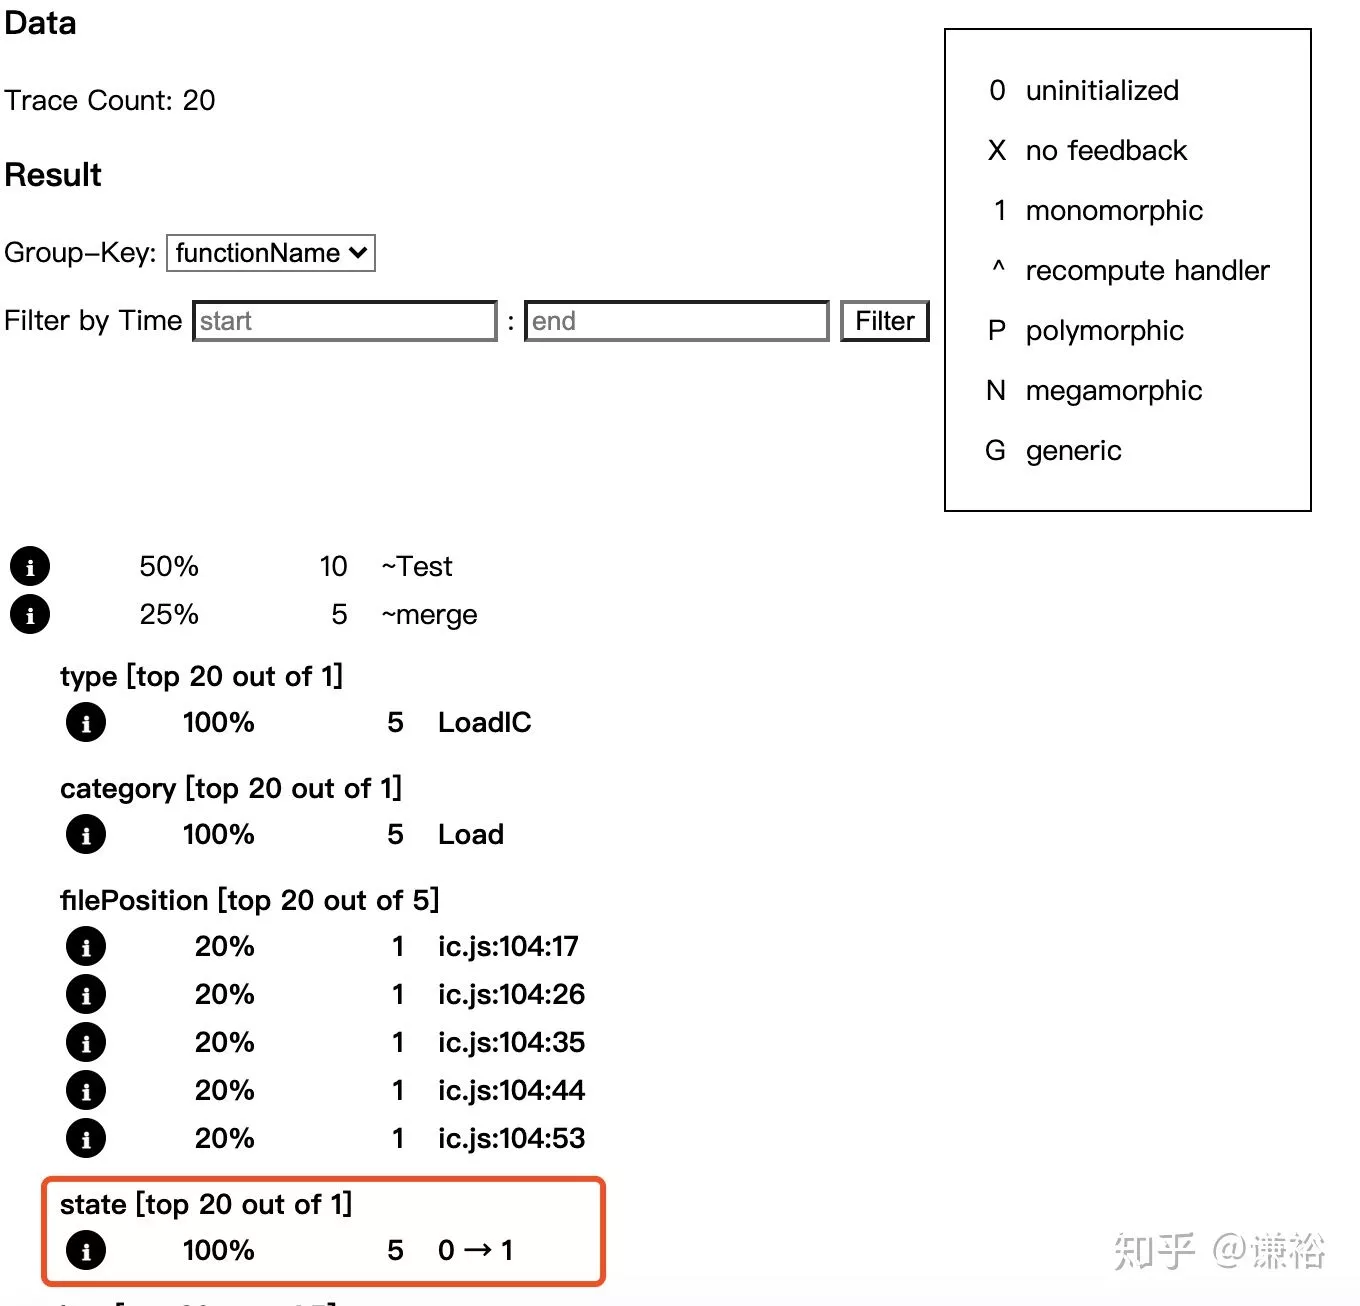 Data
Trace Count: 20
Result
Group-Key: functionName
Filter by Time start : end Filter
0 uninitialized
X no feedback
1 monomorphic
^ recompute handler
P polymorphic
N megamorphic
G generic
i 50% 10 ~Test
i 25% 5 ~merge
type [top 20 out of 1]
i 100% 5 LoadIC
category [top 20 out of 1]
i 100% 5 Load
filePosition [top 20 out of 5]
i 20% 1 ic.js:104:17
i 20% 1 ic.js:104:26
i 20% 1 ic.js:104:35
i 20% 1 ic.js:104:44
i 20% 1 ic.js:104:53
state [top 20 out of 1]
i 100% 5 0 → 1
知乎 @谦裕